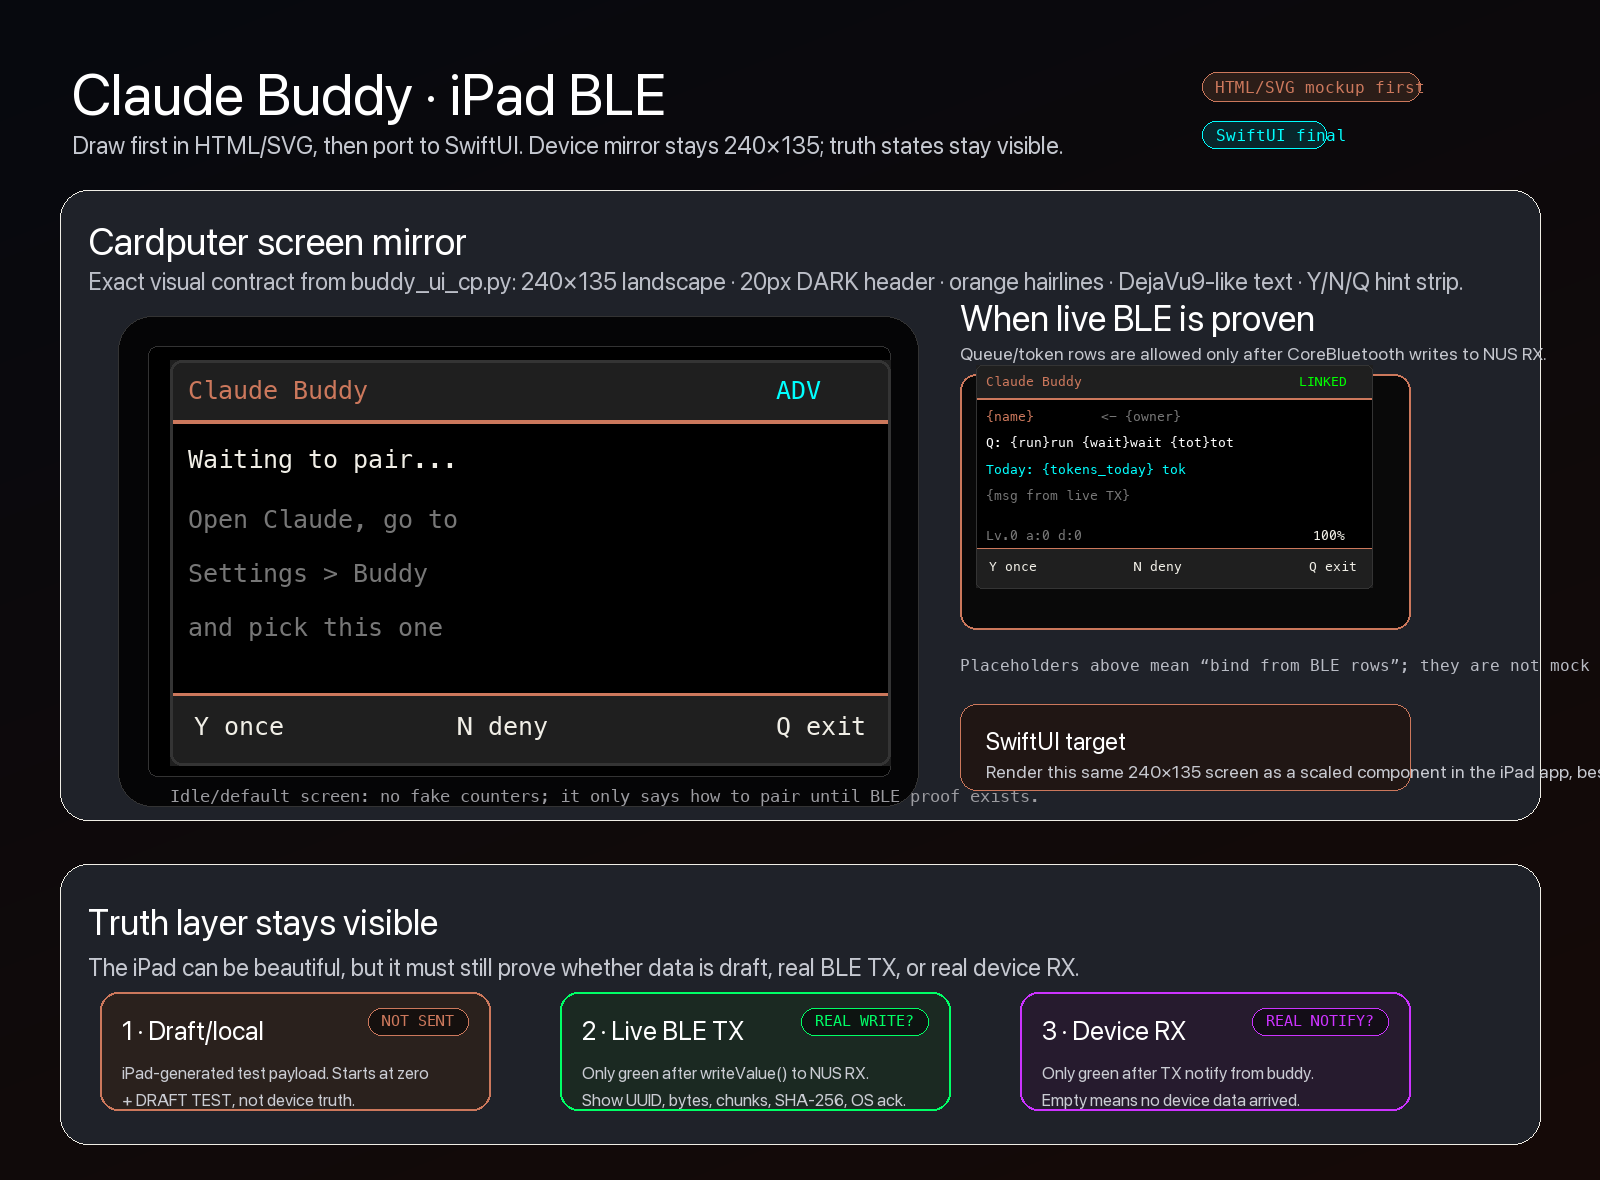 Claude Buddy · iPad BLE
Draw first in HTML/SVG, then port to SwiftUI. Device mirror stays 240×135; truth states stay visible.
HTML/SVG mockup first
SwiftUI final
Cardputer screen mirror
Exact visual contract from buddy_ui_cp.py: 240×135 landscape · 20px DARK header · orange hairlines · DejaVu9-like text · Y/N/Q hint strip.
Claude Buddy ADV
Waiting to pair...
Open Claude, go to
Settings > Buddy
and pick this one
Y once N deny Q exit
Idle/default screen: no fake counters; it only says how to pair until BLE proof exists.
When live BLE is proven
Queue/token rows are allowed only after CoreBluetooth writes to NUS RX.
Claude Buddy LINKED
{name} <− {owner}
Q: {run}run {wait}wait {tot}tot
Today: {tokens_today} tok
{msg from live TX}
Lv.0 a:0 d:0 100%
Y once N deny Q exit
Placeholders above mean “bind from BLE rows”; they are not mock
SwiftUI target
Render this same 240×135 screen as a scaled component in the iPad app, bes
Truth layer stays visible
The iPad can be beautiful, but it must still prove whether data is draft, real BLE TX, or real device RX.
1 · Draft/local NOT SENT
iPad-generated test payload. Starts at zero
+ DRAFT TEST, not device truth.
2 · Live BLE TX REAL WRITE?
Only green after writeValue() to NUS RX.
Show UUID, bytes, chunks, SHA-256, OS ack.
3 · Device RX REAL NOTIFY?
Only green after TX notify from buddy.
Empty means no device data arrived.